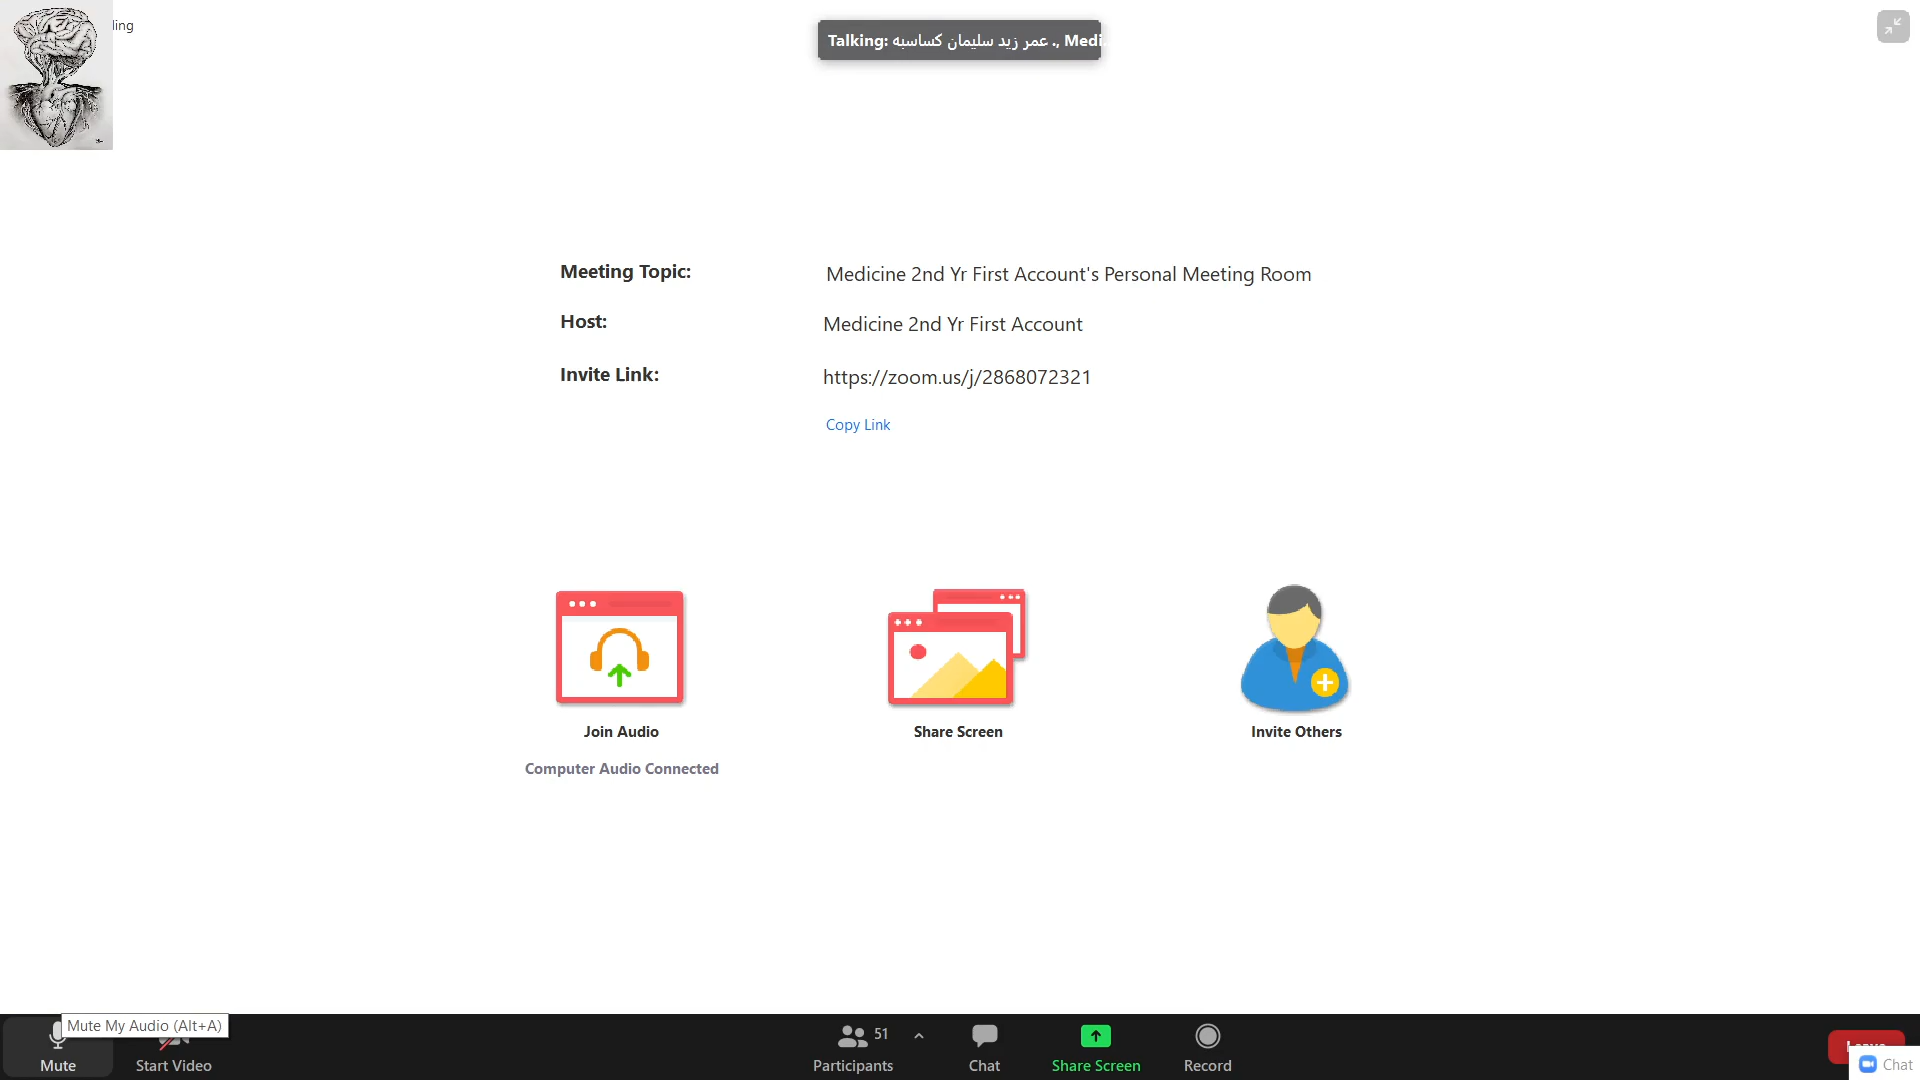 Talking: عمر زيد سليمان كساسبه ., Medi
Meeting Topic: Medicine 2nd Yr First Account's Personal Meeting Room
Host: Medicine 2nd Yr First Account
Invite Link: https://zoom.us/j/2868072321
Copy Link
Join Audio
Share Screen
Invite Others
Computer Audio Connected
Mute My Audio (Alt+A)
51
Mute
Start Video
Participants
Chat
Share Screen
Record
Chat